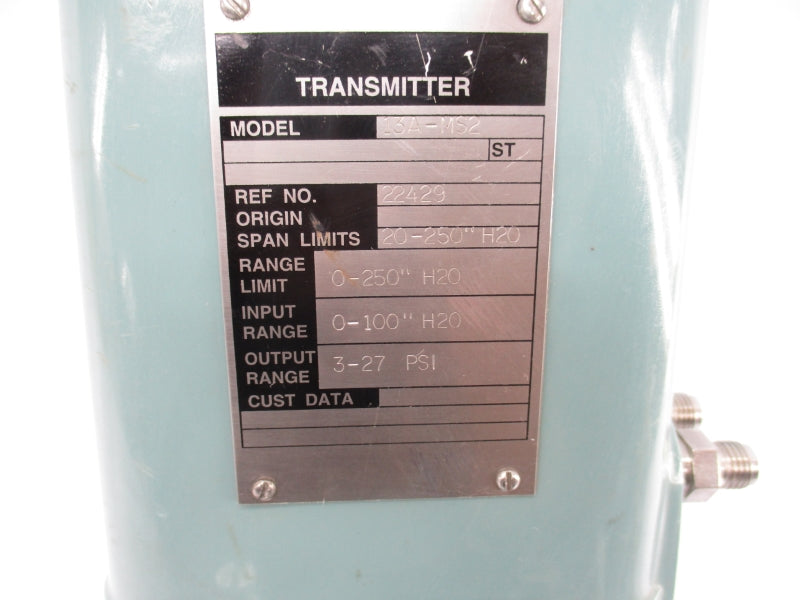 TRANSMITTER
MODEL 13A-MS2
ST
REF NO. 22429
ORIGIN
SPAN LIMITS 20-250" H20
RANGE
LIMIT 0-250" H20
INPUT
RANGE 0-100" H20
OUTPUT
RANGE 3-27 PSI
CUST DATA